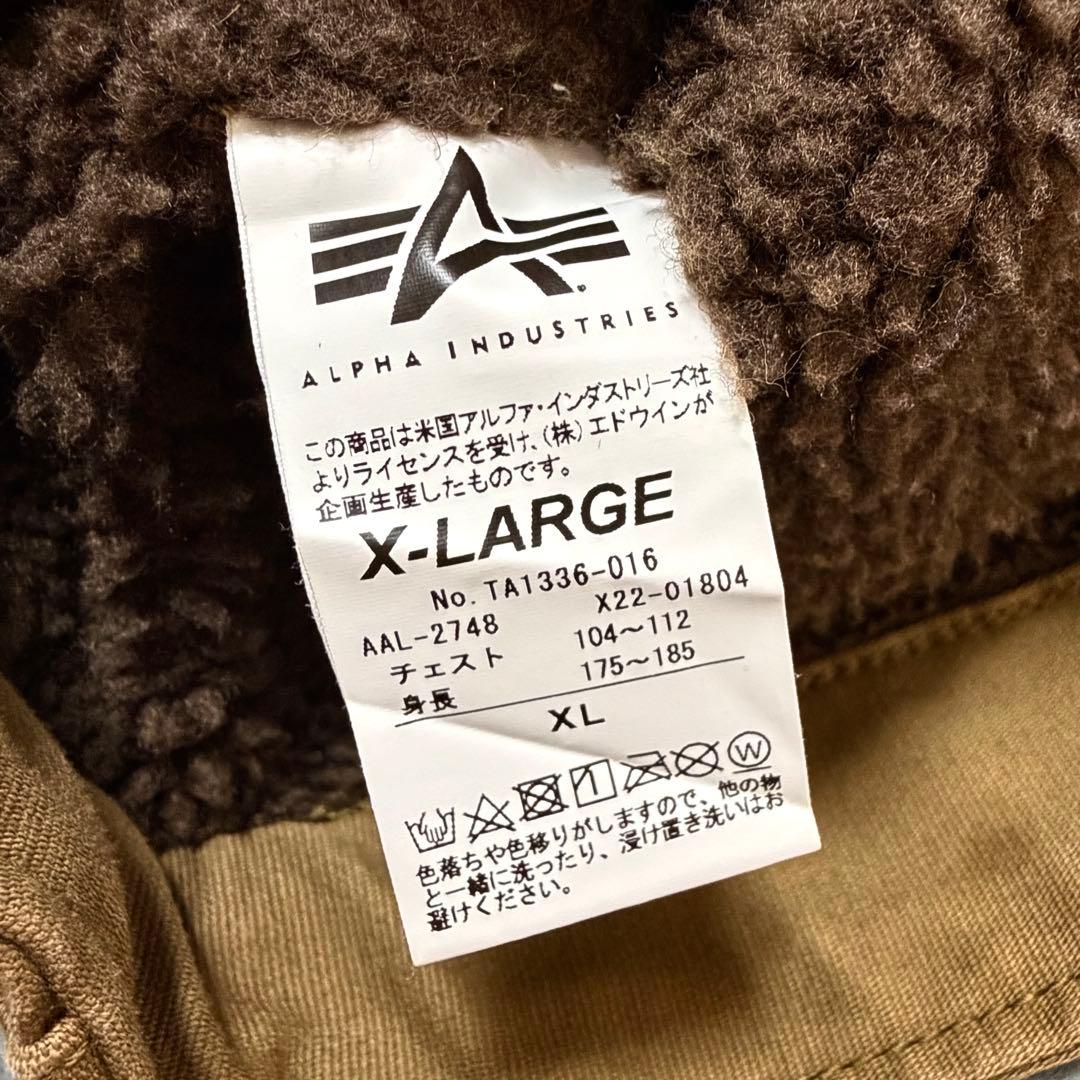 ALPHA INDUSTRIES
この商品は米国アルファ・インダストリーズ社
よりライセンスを受け、(株)エドウインが
企画生産したものです。
X-LARGE
No. TA1336-016
AAL-2748 X22-01804
チェスト 104～112
身長 175～185
XL
1 W
色落ちや色移りがしますので、他の物
と一緒に洗ったり、浸け置き洗いはお
避けください。